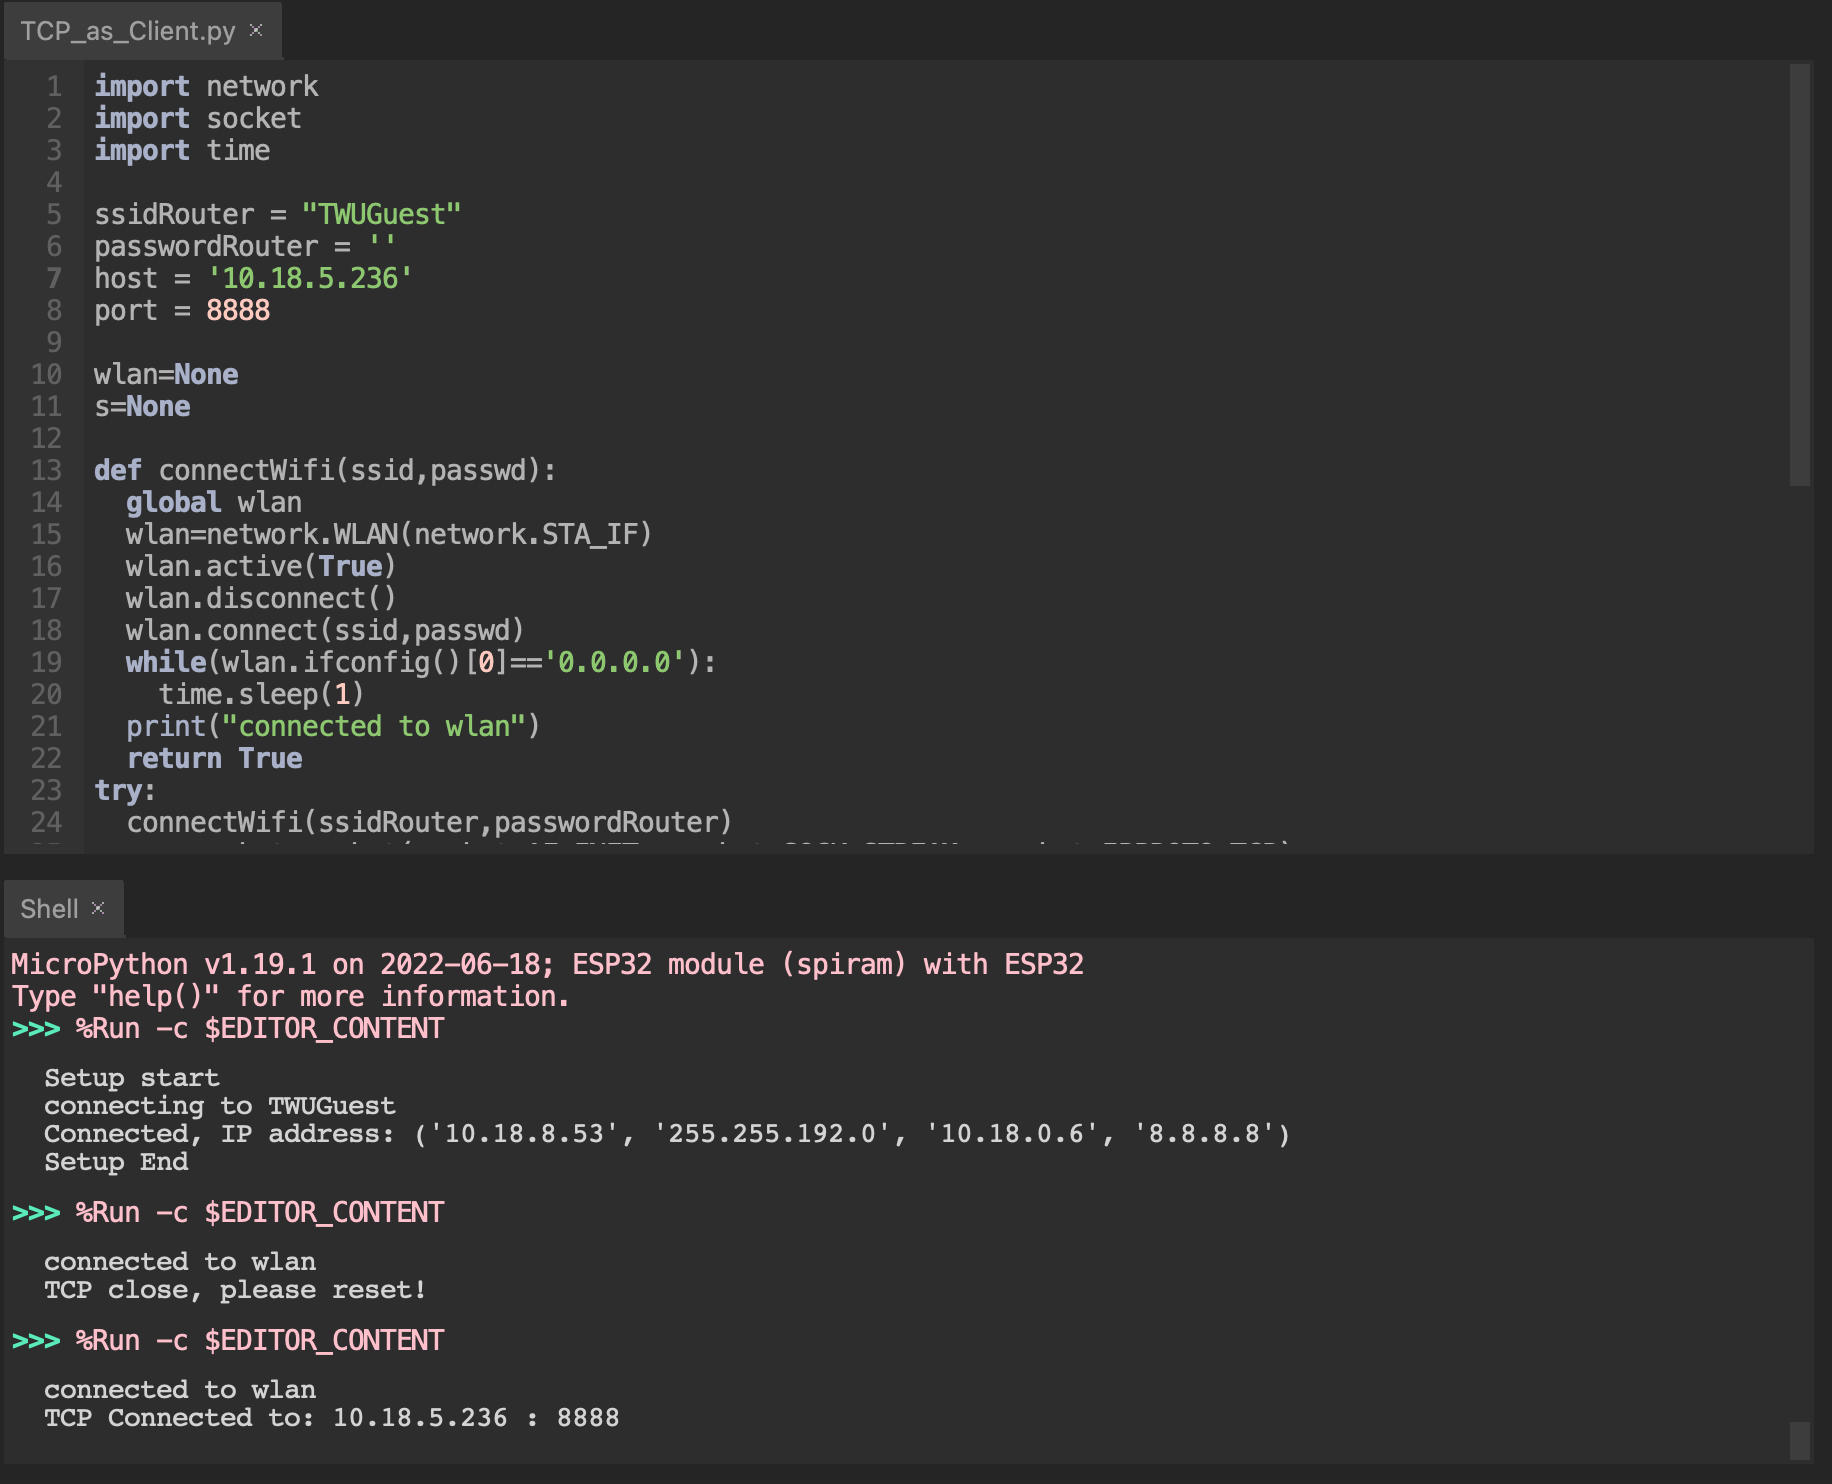 TCP_as_Client.py ×
1 import network
2 import socket
3 import time
4
5 ssidRouter = "TWUGuest"
6 passwordRouter = ''
7 host = '10.18.5.236'
8 port = 8888
9
10 wlan=None
11 s=None
12
13 def connectWifi(ssid,passwd):
14   global wlan
15   wlan=network.WLAN(network.STA_IF)
16   wlan.active(True)
17   wlan.disconnect()
18   wlan.connect(ssid,passwd)
19   while(wlan.ifconfig()[0]=='0.0.0.0'):
20     time.sleep(1)
21   print("connected to wlan")
22   return True
23 try:
24   connectWifi(ssidRouter,passwordRouter)
Shell ×
MicroPython v1.19.1 on 2022-06-18; ESP32 module (spiram) with ESP32
Type "help()" for more information.
>>> %Run -c $EDITOR_CONTENT
Setup start
connecting to TWUGuest
Connected, IP address: ('10.18.8.53', '255.255.192.0', '10.18.0.6', '8.8.8.8')
Setup End
>>> %Run -c $EDITOR_CONTENT
connected to wlan
TCP close, please reset!
>>> %Run -c $EDITOR_CONTENT
connected to wlan
TCP Connected to: 10.18.5.236 : 8888